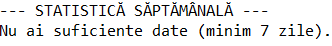 --- STATISTICĂ SĂPTĂMÂNALĂ ---
Nu ai suficiente date (minim 7 zile).